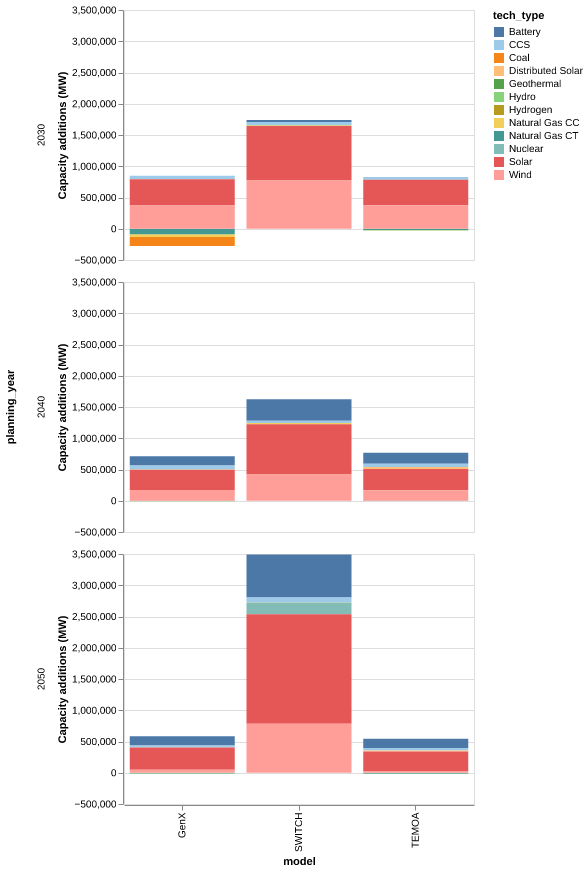 tech_type
Battery
CCS
Coal
Distributed Solar
Geothermal
Hydro
Hydrogen
Natural Gas CC
Natural Gas CT
Nuclear
Solar
Wind
planning_year
2030
Capacity additions (MW)
3,500,000
3,000,000
2,500,000
2,000,000
1,500,000
1,000,000
500,000
0
−500,000
2040
Capacity additions (MW)
3,500,000
3,000,000
2,500,000
2,000,000
1,500,000
1,000,000
500,000
0
−500,000
2050
Capacity additions (MW)
3,500,000
3,000,000
2,500,000
2,000,000
1,500,000
1,000,000
500,000
0
−500,000
GenX
SWITCH
TEMOA
model